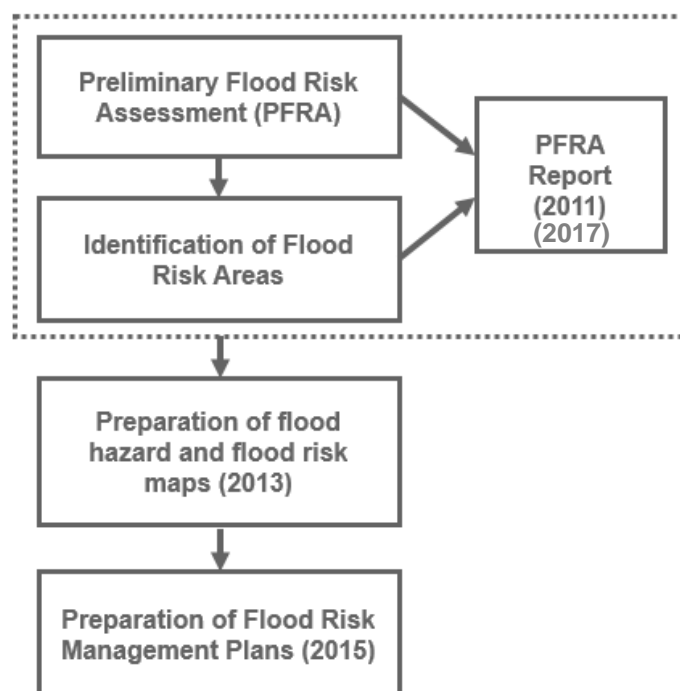 Preliminary Flood Risk
Assessment (PFRA)
PFRA
Report
(2011)
(2017)
Identification of Flood
Risk Areas
Preparation of flood
hazard and flood risk
maps (2013)
Preparation of Flood Risk
Management Plans (2015)